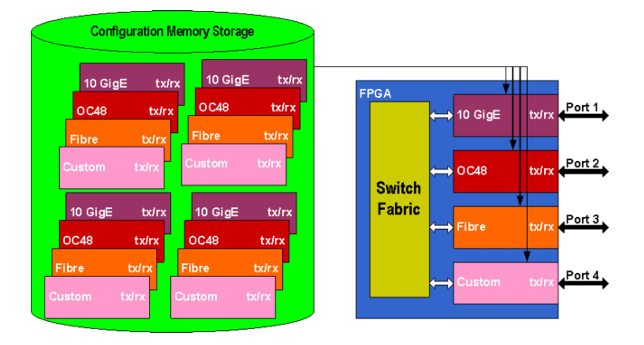 Configuration Memory Storage
10 GigE tx/rx
OC48 tx/rx
Fibre tx/rx
Custom tx/rx
10 GigE tx/rx
OC48 tx/rx
Fibre tx/rx
Custom tx/rx
10 GigE tx/rx
OC48 tx/rx
Fibre tx/rx
Custom tx/rx
10 GigE tx/rx
OC48 tx/rx
Fibre tx/rx
Custom tx/rx
FPGA
Switch
Fabric
10 GigE tx/rx
Port 1
OC48 tx/rx
Port 2
Fibre tx/rx
Port 3
Custom tx/rx
Port 4